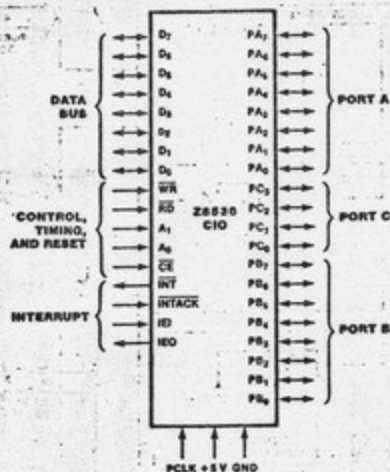 DATA
BUS
CONTROL,
TIMING,
AND RESET
INTERRUPT
D7
D6
D5
D4
D3
D2
D1
D0
WR
RD
A1
A0
CE
INT
INTACK
IEI
IEO
Z8536
CIO
PA7
PA6
PA5
PA4
PA3
PA2
PA1
PA0
PC3
PC2
PC1
PC0
PB7
PB6
PB5
PB4
PB3
PB2
PB1
PB0
PORT A
PORT C
PORT B
PCLK +5 V GND